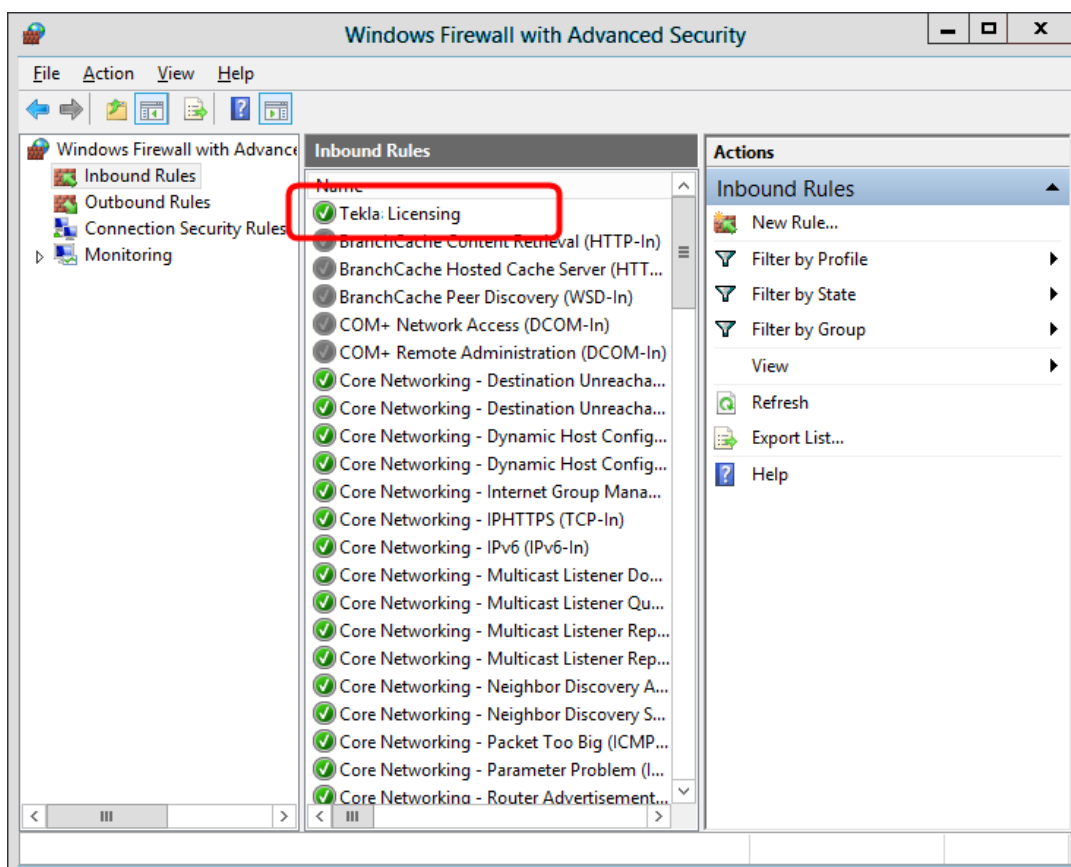 Windows Firewall with Advanced Security
File Action View Help
Windows Firewall with Advance
Inbound Rules
Outbound Rules
Connection Security Rules
Monitoring
Inbound Rules
Name
Tekla Licensing
BranchCache Content Retrieval (HTTP-In)
BranchCache Hosted Cache Server (HTT...
BranchCache Peer Discovery (WSD-In)
COM+ Network Access (DCOM-In)
COM+ Remote Administration (DCOM-In)
Core Networking - Destination Unreacha...
Core Networking - Destination Unreacha...
Core Networking - Dynamic Host Config...
Core Networking - Dynamic Host Config...
Core Networking - Internet Group Mana...
Core Networking - IPHTTPS (TCP-In)
Core Networking - IPv6 (IPv6-In)
Core Networking - Multicast Listener Do...
Core Networking - Multicast Listener Qu...
Core Networking - Multicast Listener Rep...
Core Networking - Multicast Listener Rep...
Core Networking - Neighbor Discovery A...
Core Networking - Neighbor Discovery S...
Core Networking - Packet Too Big (ICMP...
Core Networking - Parameter Problem (I...
Core Networking - Router Advertisement...
Actions
Inbound Rules
New Rule...
Filter by Profile
Filter by State
Filter by Group
View
Refresh
Export List...
Help